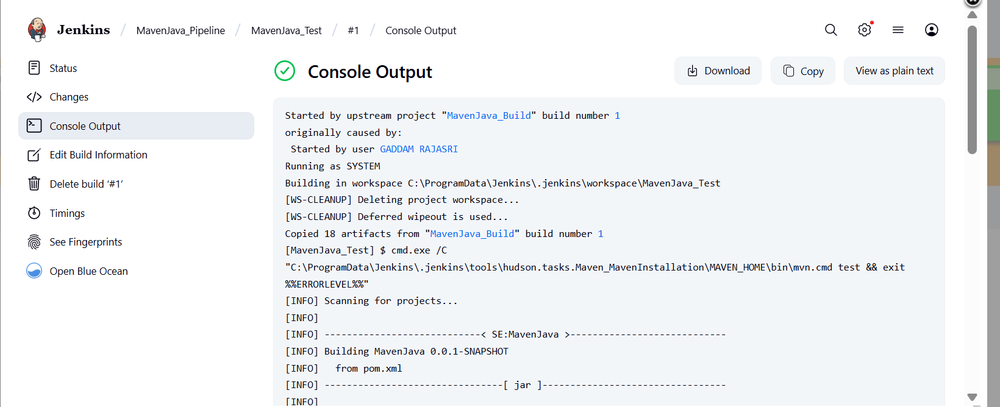 Jenkins / MavenJava_Pipeline / MavenJava_Test / #1 / Console Output
Status
Changes
Console Output
Edit Build Information
Delete build ‘#1’
Timings
See Fingerprints
Open Blue Ocean
Console Output
Download
Copy
View as plain text
Started by upstream project "MavenJava_Build" build number 1
originally caused by:
 Started by user GADDAM RAJASRI
Running as SYSTEM
Building in workspace C:\ProgramData\Jenkins\.jenkins\workspace\MavenJava_Test
[WS-CLEANUP] Deleting project workspace...
[WS-CLEANUP] Deferred wipeout is used...
Copied 18 artifacts from "MavenJava_Build" build number 1
[MavenJava_Test] $ cmd.exe /C
"C:\ProgramData\Jenkins\.jenkins\tools\hudson.tasks.Maven_MavenInstallation\MAVEN_HOME\bin\mvn.cmd test && exit
%%ERRORLEVEL%%"
[INFO] Scanning for projects...
[INFO]
[INFO] ----------------------------< SE:MavenJava >----------------------------
[INFO] Building MavenJava 0.0.1-SNAPSHOT
[INFO]   from pom.xml
[INFO] --------------------------------[ jar ]---------------------------------
[INFO]